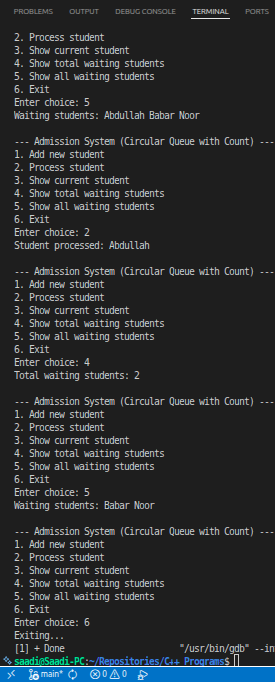 PROBLEMS OUTPUT DEBUG CONSOLE TERMINAL PORTS
2. Process student
3. Show current student
4. Show total waiting students
5. Show all waiting students
6. Exit
Enter choice: 5
Waiting students: Abdullah Babar Noor
--- Admission System (Circular Queue with Count) ---
1. Add new student
2. Process student
3. Show current student
4. Show total waiting students
5. Show all waiting students
6. Exit
Enter choice: 2
Student processed: Abdullah
--- Admission System (Circular Queue with Count) ---
1. Add new student
2. Process student
3. Show current student
4. Show total waiting students
5. Show all waiting students
6. Exit
Enter choice: 4
Total waiting students: 2
--- Admission System (Circular Queue with Count) ---
1. Add new student
2. Process student
3. Show current student
4. Show total waiting students
5. Show all waiting students
6. Exit
Enter choice: 5
Waiting students: Babar Noor
--- Admission System (Circular Queue with Count) ---
1. Add new student
2. Process student
3. Show current student
4. Show total waiting students
5. Show all waiting students
6. Exit
Enter choice: 6
Exiting...
[1] + Done "/usr/bin/gdb" --in
saadi@Saadi-PC:~/Repositories/C++ Programs$
main* 0 0